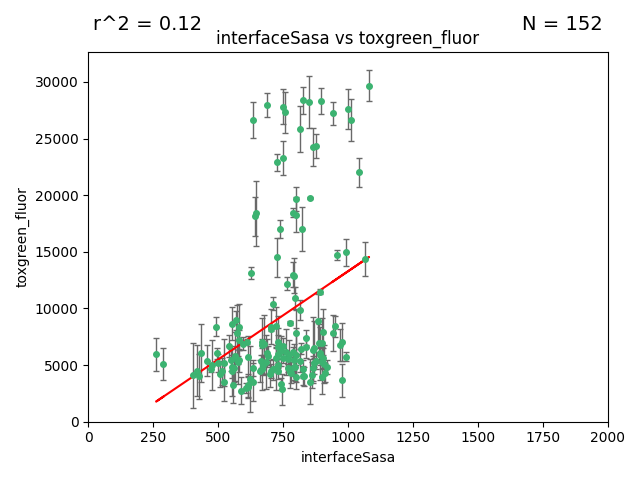 r^2 = 0.12
N = 152
interfaceSasa vs toxgreen_fluor
30000
25000
20000
15000
10000
5000
0
toxgreen_fluor
0 250 500 750 1000 1250 1500 1750 2000
interfaceSasa